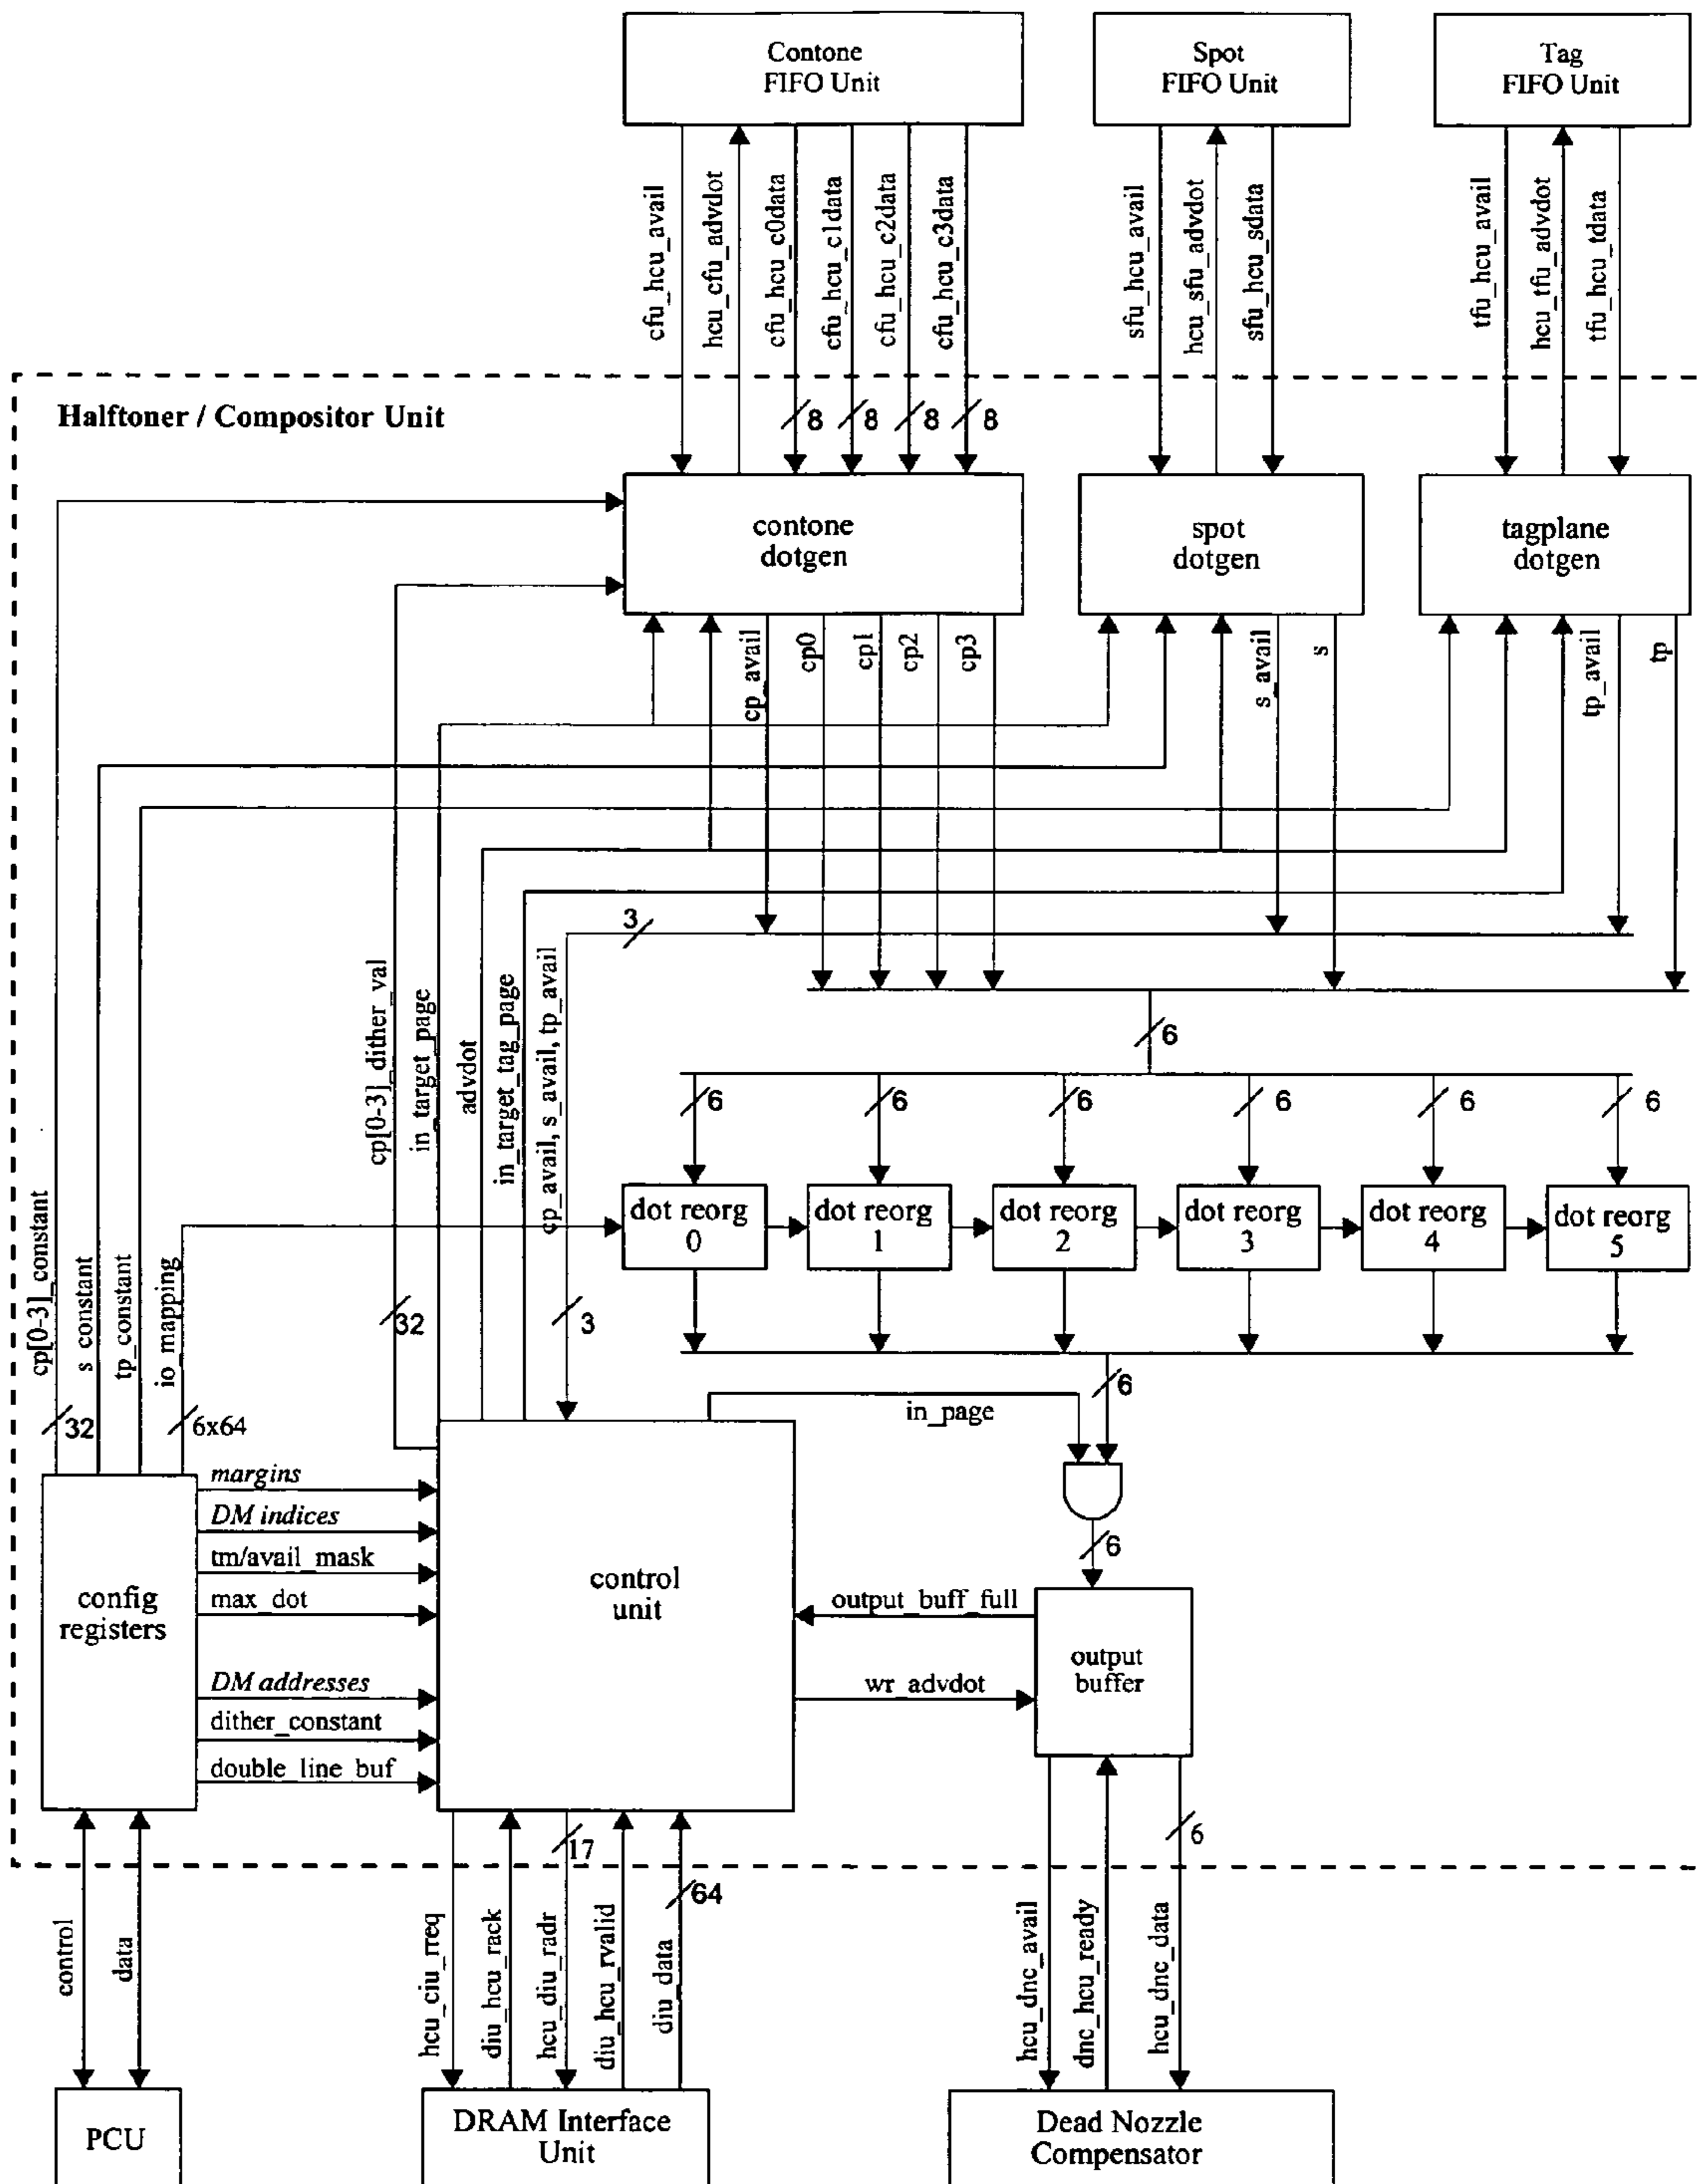 Contone
FIFO Unit
Spot
FIFO Unit
Tag
FIFO Unit
cfu_hcu_avail
hcu_cfu_advdot
cfu_hcu_c0data
cfu_hcu_c1data
cfu_hcu_c2data
cfu_hcu_c3data
sfu_hcu_avail
hcu_sfu_advdot
sfu_hcu_sdata
tfu_hcu_avail
hcu_tfu_advdot
tfu_hcu_tdata
Halftoner / Compositor Unit
8
8
8
8
contone
dotgen
spot
dotgen
tagplane
dotgen
cp_avail
cp0
cp1
cp2
cp3
s_avail
s
tp_avail
tp
3
cp[0-3]_dither_val
in_target_page
advdot
in_target_tag_page
cp_avail, s_avail, tp_avail
6
6
6
6
6
6
6
dot reorg
0
dot reorg
1
dot reorg
2
dot reorg
3
dot reorg
4
dot reorg
5
cp[0-3]_constant
s_constant
tp_constant
io_mapping
32
3
32
6x64
6
in_page
margins
DM indices
tm/avail_mask
max_dot
DM addresses
dither_constant
double_line_buf
config
registers
control
unit
6
output_buff_full
wr_advdot
output
buffer
17
64
6
control
data
hcu_ciu_rreq
diu_hcu_rack
hcu_diu_radr
diu_hcu_rvalid
diu_data
hcu_dnc_avail
dnc_hcu_ready
hcu_dnc_data
PCU
DRAM Interface
Unit
Dead Nozzle
Compensator